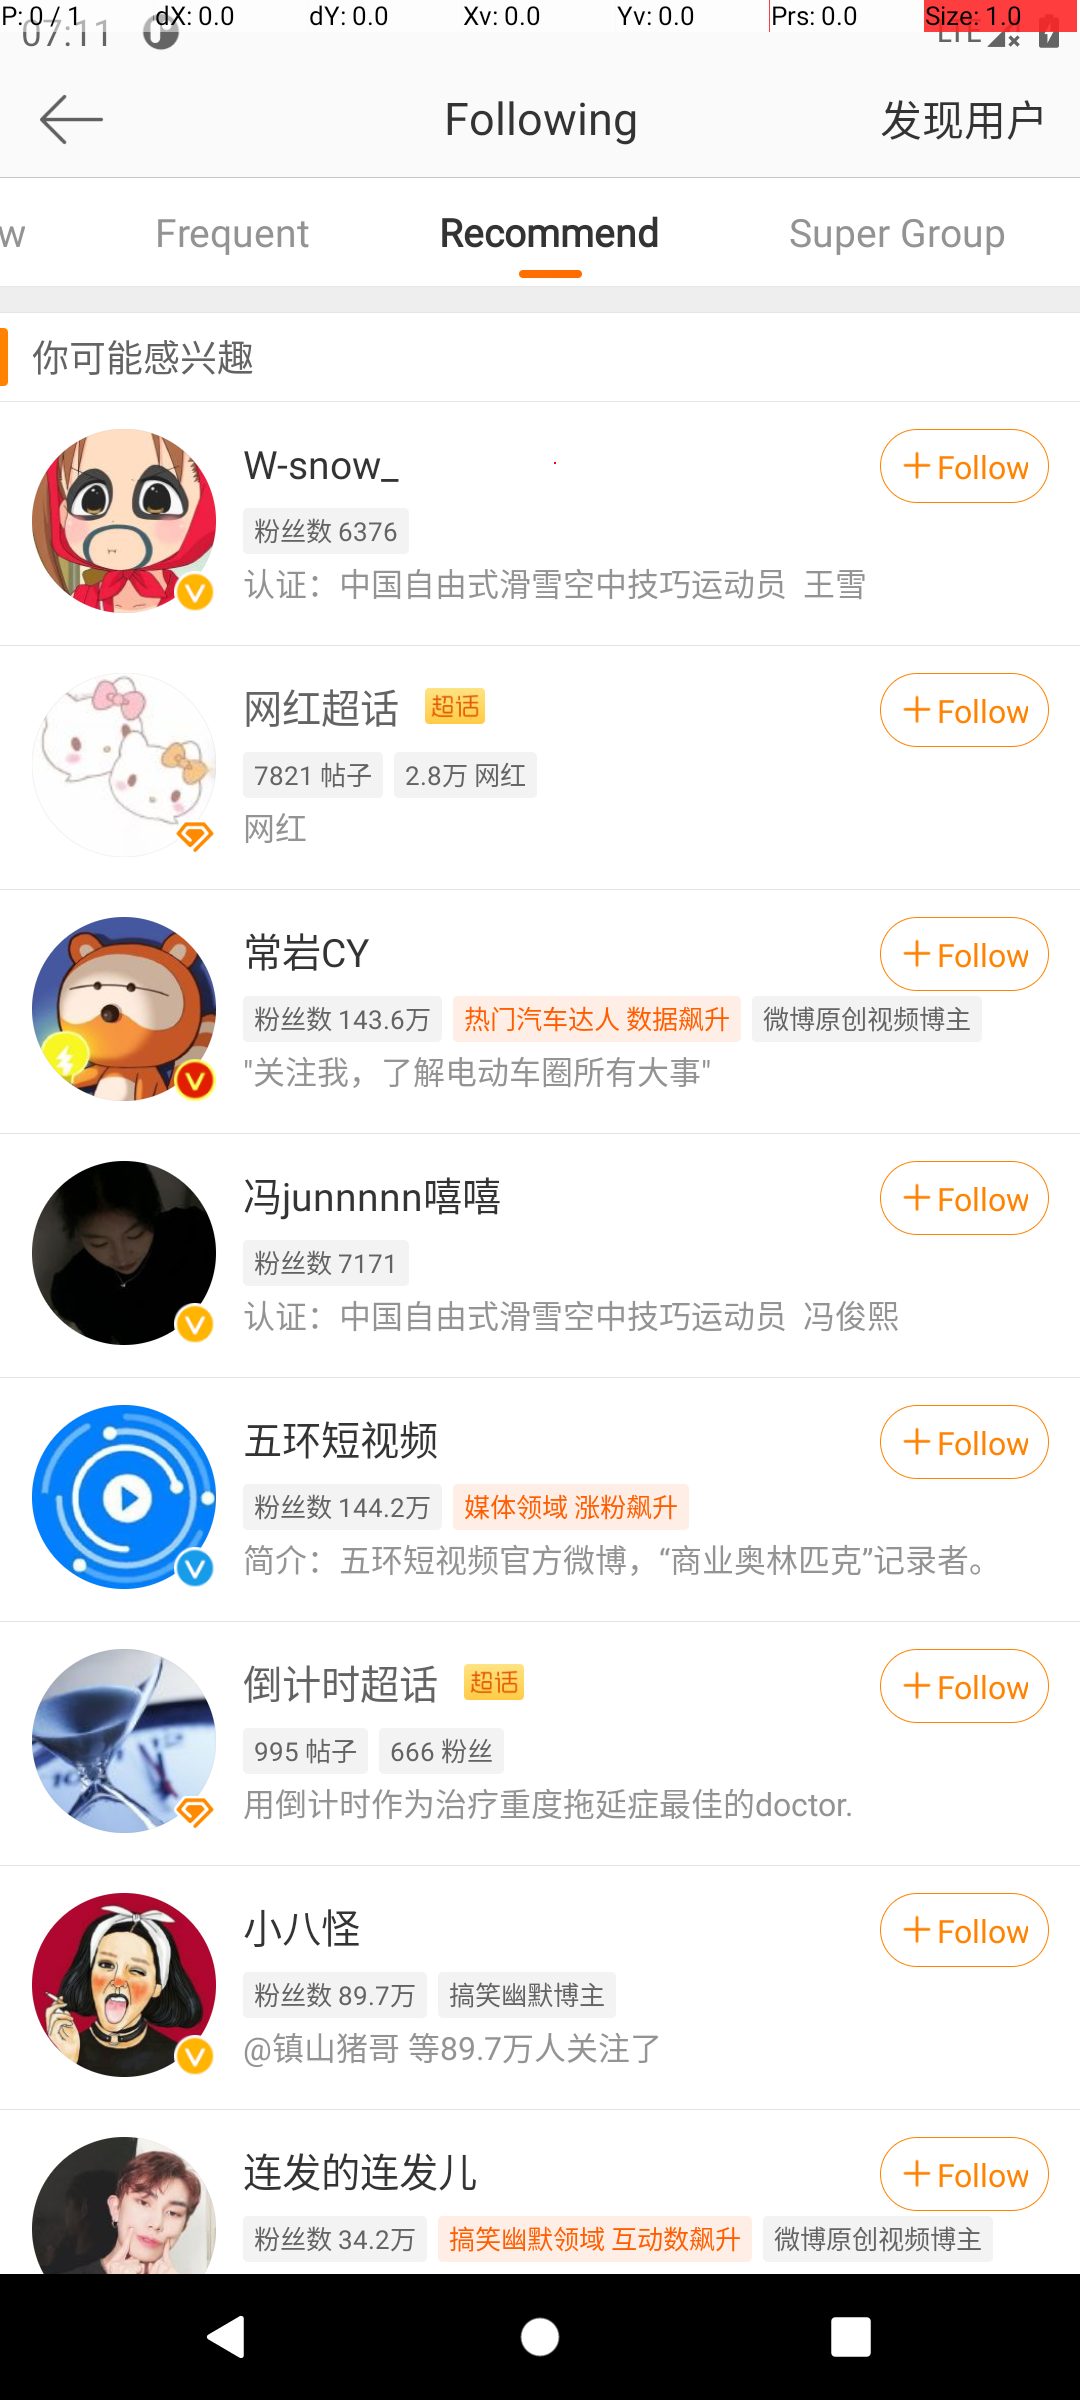 P: 0 / 1 dX: 0.0 dY: 0.0 Xv: 0.0 Yv: 0.0 Prs: 0.0 Size: 1.0
07:11 LTE
Following 发现用户
w Frequent Recommend Super Group
你可能感兴趣
W-snow_ +Follow
粉丝数 6376
认证：中国自由式滑雪空中技巧运动员 王雪
网红超话 超话 +Follow
7821 帖子 2.8万 网红
网红
常岩CY +Follow
粉丝数 143.6万 热门汽车达人 数据飙升 微博原创视频博主
"关注我，了解电动车圈所有大事"
冯junnnnn嘻嘻 +Follow
粉丝数 7171
认证：中国自由式滑雪空中技巧运动员 冯俊熙
五环短视频 +Follow
粉丝数 144.2万 媒体领域 涨粉飙升
简介：五环短视频官方微博，“商业奥林匹克”记录者。
倒计时超话 超话 +Follow
995 帖子 666 粉丝
用倒计时作为治疗重度拖延症最佳的doctor.
小八怪 +Follow
粉丝数 89.7万 搞笑幽默博主
@镇山猪哥 等89.7万人关注了
连发的连发儿 +Follow
粉丝数 34.2万 搞笑幽默领域 互动数飙升 微博原创视频博主